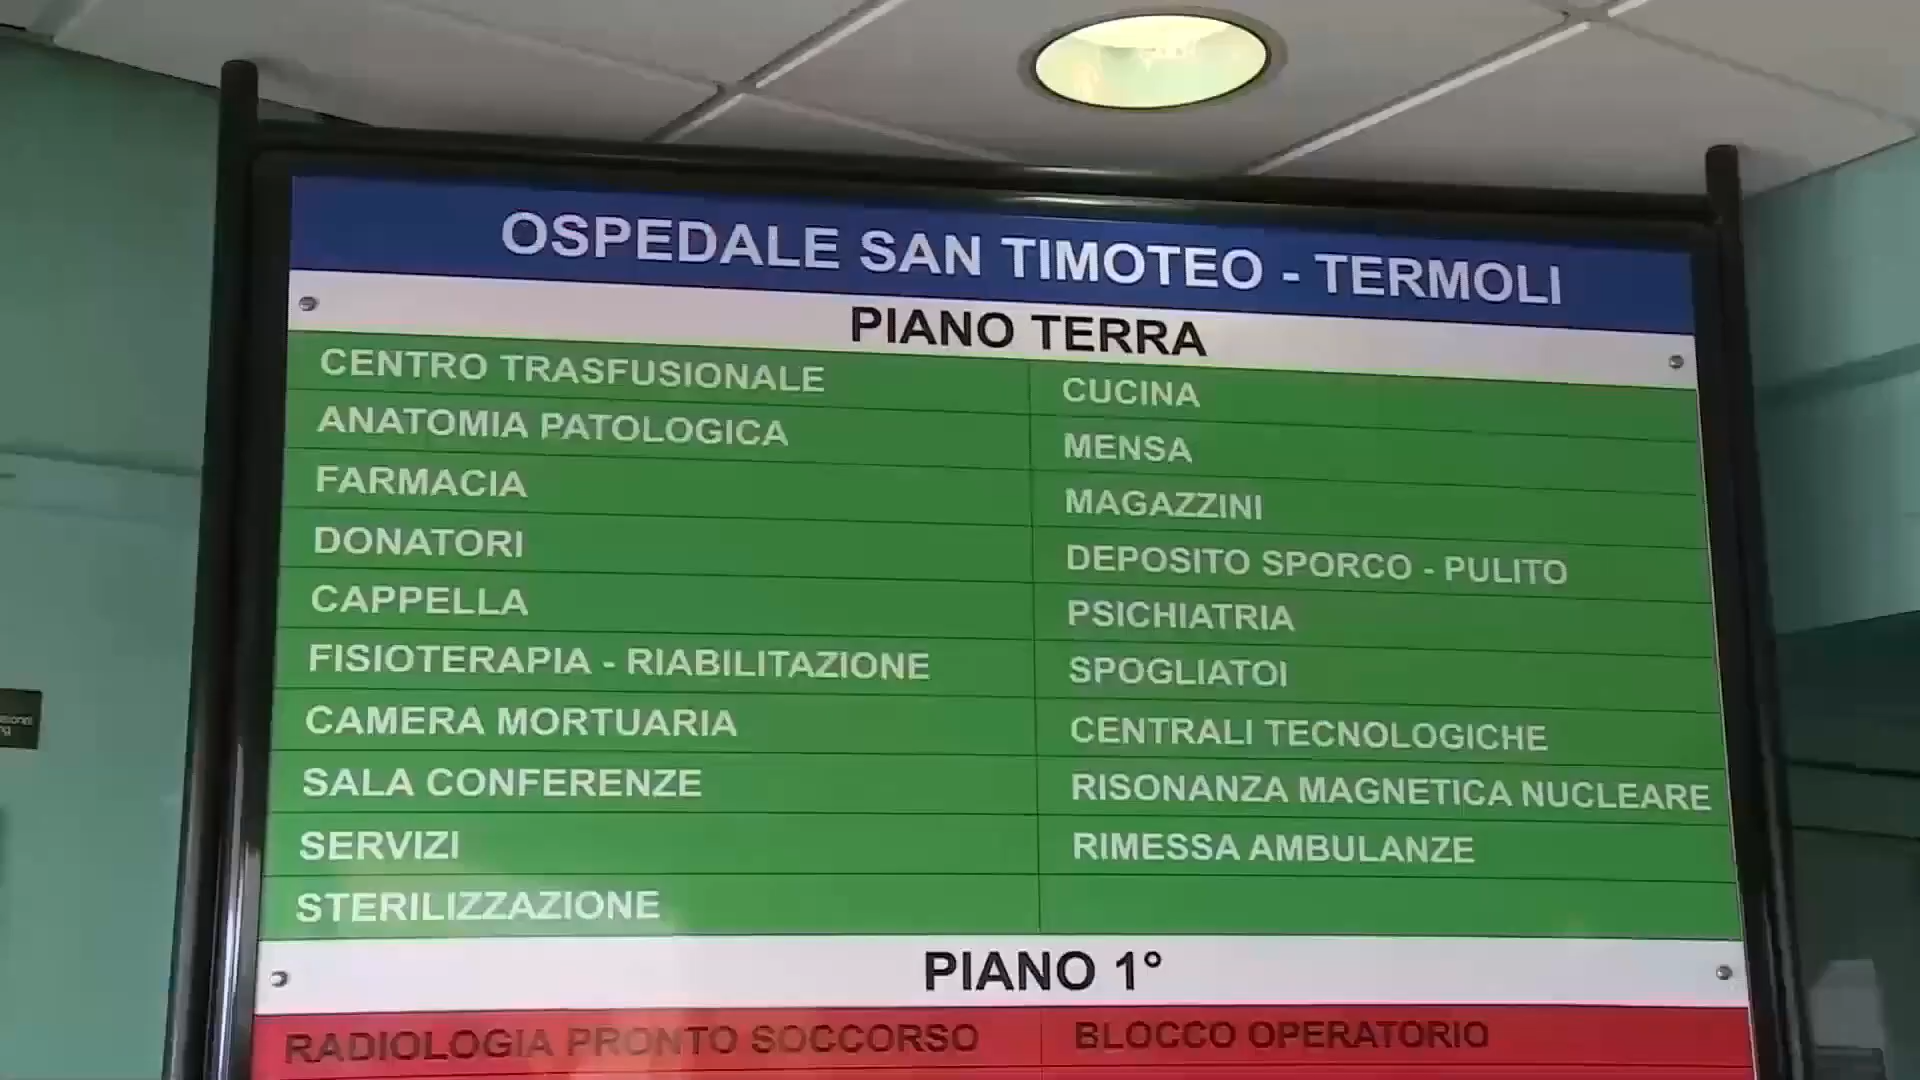 OSPEDALE SAN TIMOTEO - TERMOLI
PIANO TERRA
CENTRO TRASFUSIONALE
CUCINA
ANATOMIA PATOLOGICA
MENSA
FARMACIA
MAGAZZINI
DONATORI
DEPOSITO SPORCO - PULITO
CAPPELLA
PSICHIATRIA
FISIOTERAPIA - RIABILITAZIONE
SPOGLIATOI
CAMERA MORTUARIA
CENTRALI TECNOLOGICHE
SALA CONFERENZE
RISONANZA MAGNETICA NUCLEARE
SERVIZI
RIMESSA AMBULANZE
STERILIZZAZIONE
PIANO 1°
RADIOLOGIA PRONTO SOCCORSO
BLOCCO OPERATORIO